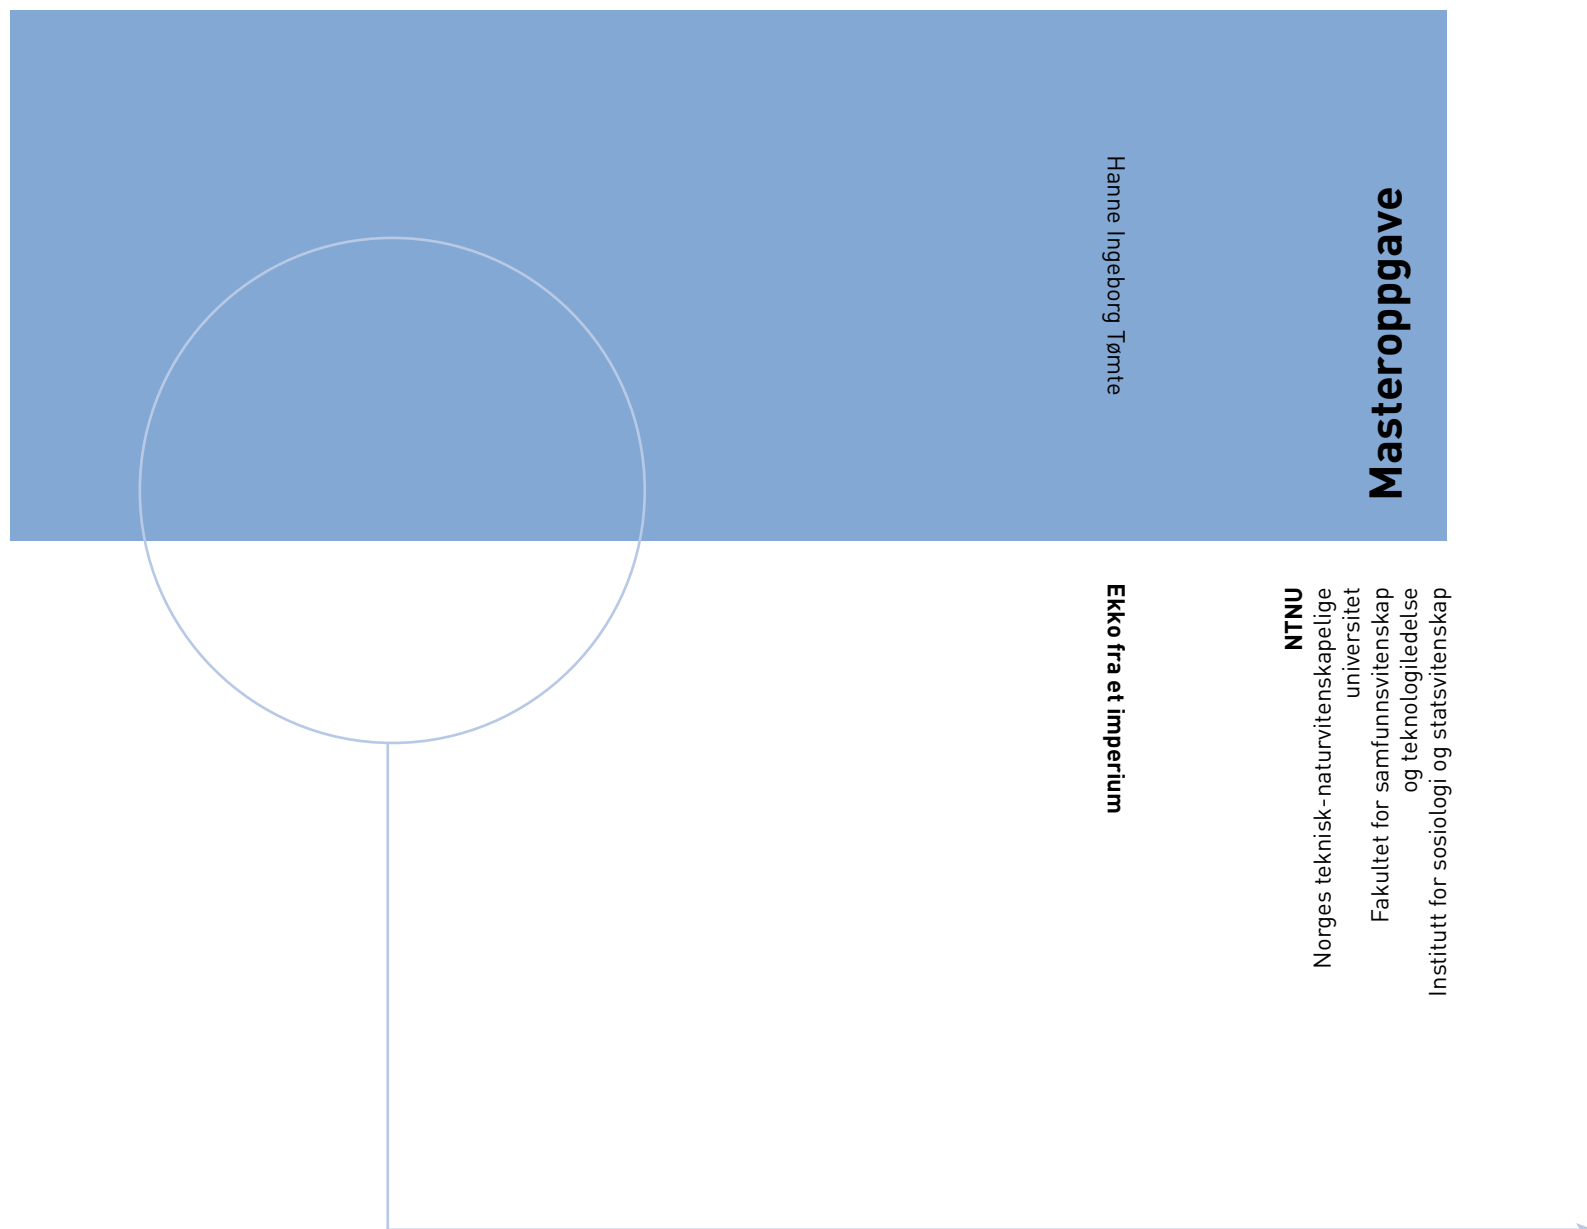 Hanne Ingeborg Tømte
Ekko fra et imperium
Masteroppgave
NTNU
Norges teknisk-naturvitenskapelige
universitet
Fakultet for samfunnsvitenskap
og teknologiledelse
Institutt for sosiologi og statsvitenskap